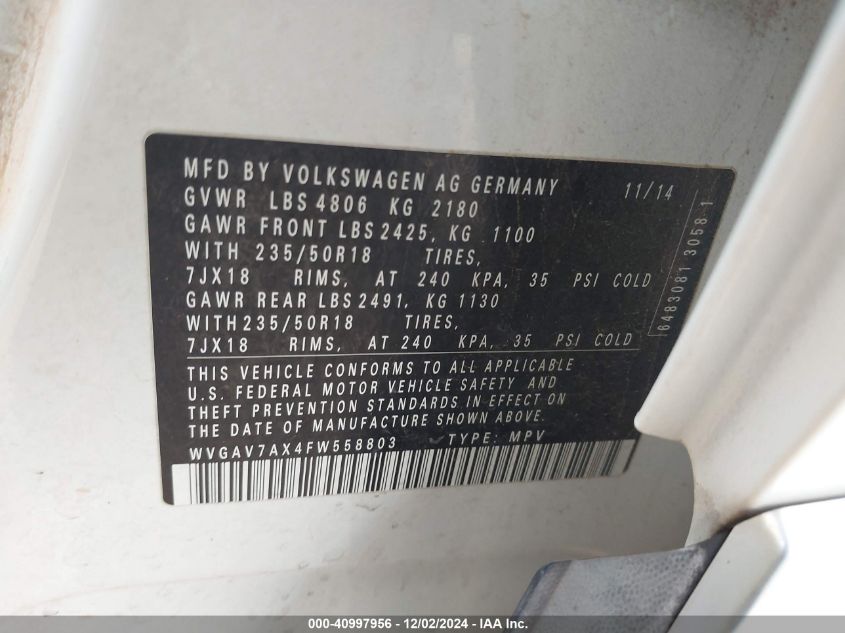 MFD BY VOLKSWAGEN AG GERMANY 11/14
GVWR LBS 4806 KG 2180
GAWR FRONT LBS 2425, KG 1100
WITH 235/50R18 TIRES,
7JX18 RIMS, AT 240 KPA, 35 PSI COLD
GAWR REAR LBS 2491, KG 1130
WITH 235/50R18 TIRES,
7JX18 RIMS, AT 240 KPA, 35 PSI COLD
THIS VEHICLE CONFORMS TO ALL APPLICABLE
U.S. FEDERAL MOTOR VEHICLE SAFETY AND
THEFT PREVENTION STANDARDS IN EFFECT ON
THE DATE OF MANUFACTURE SHOWN ABOVE.
WVGAV7AX4FW558803 TYPE: MPV
6483081 3058 1
000-40997956 - 12/02/2024 - IAA Inc.